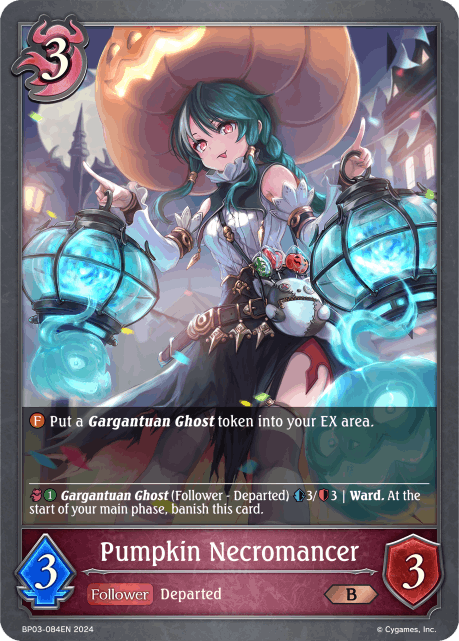 3
F Put a Gargantuan Ghost token into your EX area.
1 Gargantuan Ghost (Follower - Departed) 3/ 3 | Ward. At the
start of your main phase, banish this card.
Pumpkin Necromancer
3
Follower Departed
B
3
BP03-084EN 2024
© Cygames, Inc.